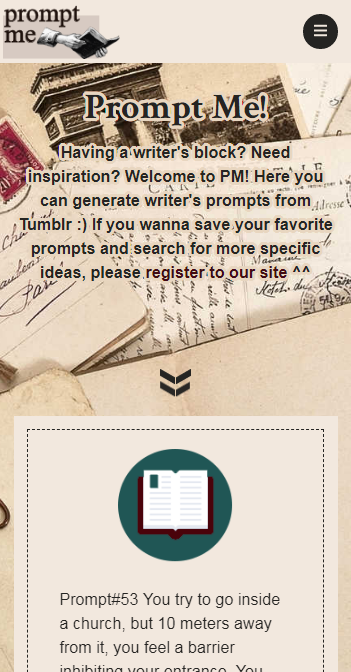 prompt
me
Prompt Me!
Having a writer's block? Need
inspiration? Welcome to PM! Here you
can generate writer's prompts from
Tumblr :) If you wanna save your favorite
prompts and search for more specific
ideas, please register to our site ^^
Prompt#53 You try to go inside
a church, but 10 meters away
from it, you feel a barrier
inhibiting your entrance. You